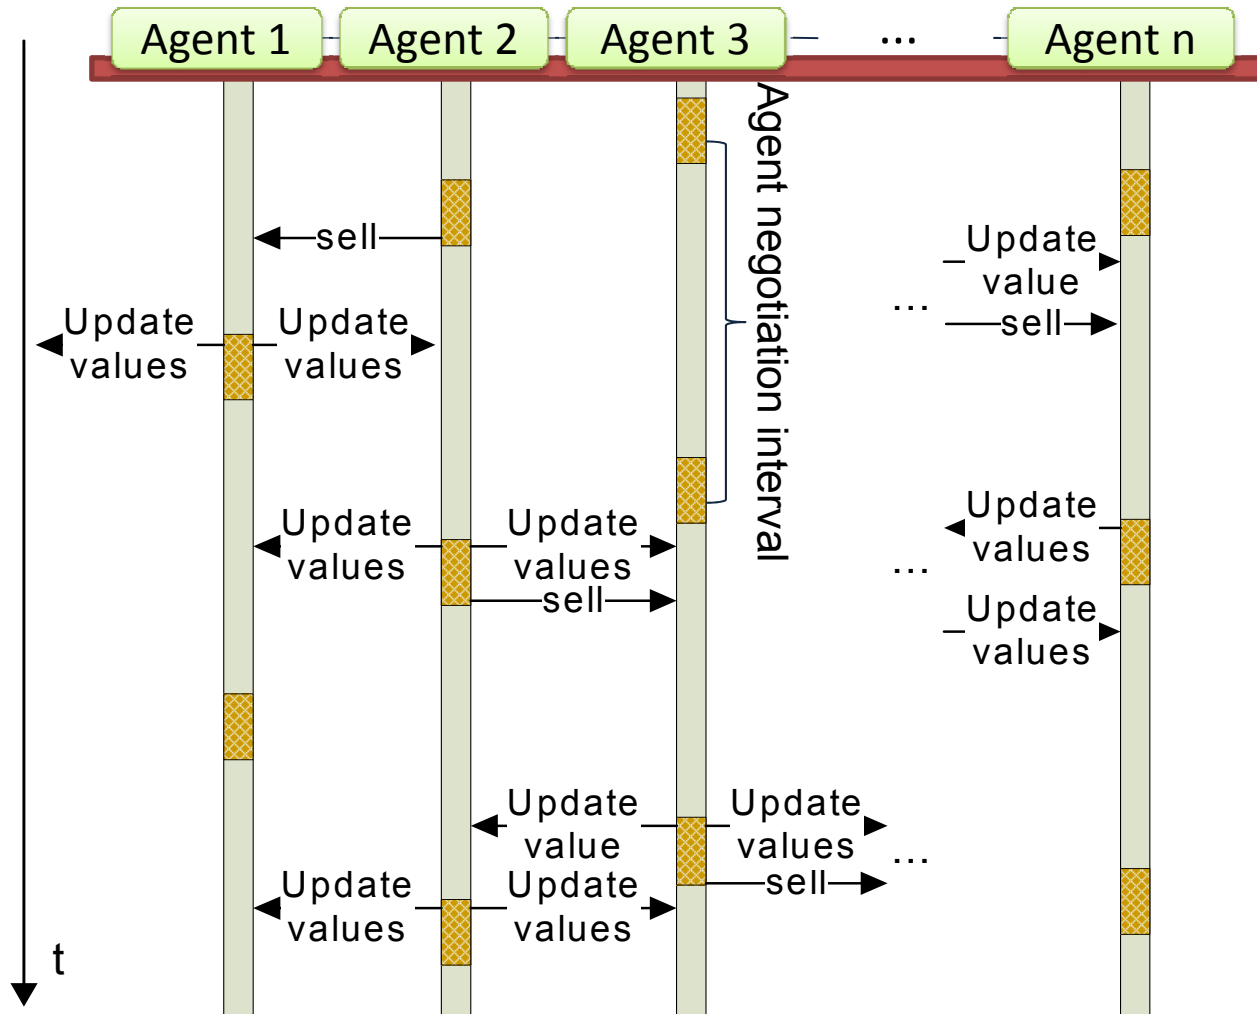 Agent 1
Agent 2
Agent 3
...
Agent n
Agent negotiation interval
sell
Update
value
...
sell
Update
values
Update
values
Update
values
Update
values
sell
Update
values
...
Update
values
Update
value
Update
values
...
sell
Update
values
Update
values
t